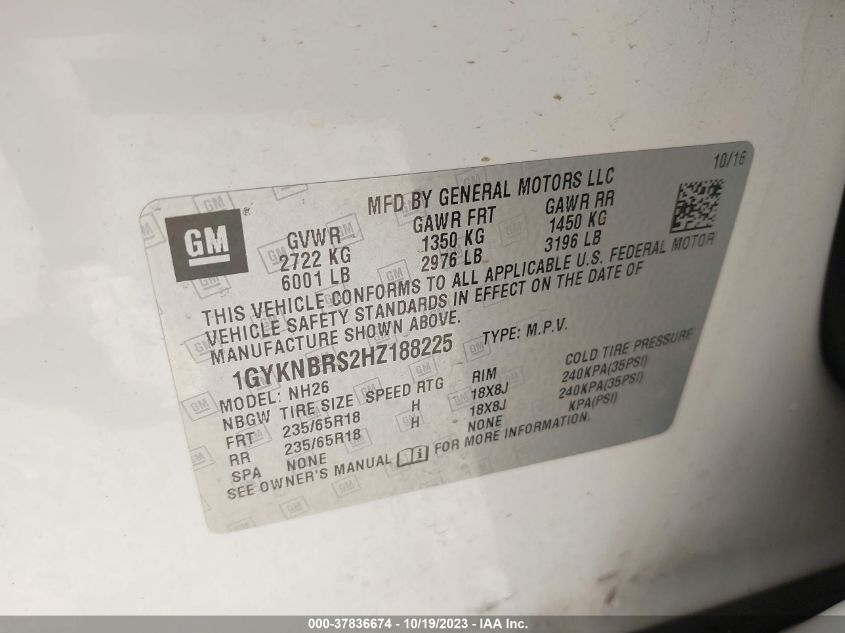 10/16
GM®
MFD BY GENERAL MOTORS LLC
GVWR GAWR FRT GAWR RR
2722 KG 1350 KG 1450 KG
6001 LB 2976 LB 3196 LB
THIS VEHICLE CONFORMS TO ALL APPLICABLE U.S. FEDERAL MOTOR
VEHICLE SAFETY STANDARDS IN EFFECT ON THE DATE OF
MANUFACTURE SHOWN ABOVE.
1GYKNBRS2HZ188225 TYPE: M.P.V.
MODEL: NH26
NBGW TIRE SIZE SPEED RTG RIM COLD TIRE PRESSURE
FRT 235/65R18 H 18X8J 240KPA(35PSI)
RR 235/65R18 H 18X8J 240KPA(35PSI)
SPA NONE NONE KPA(PSI)
SEE OWNER'S MANUAL i FOR MORE INFORMATION.
000-37836674 / 10/19/2023 - IAA Inc.